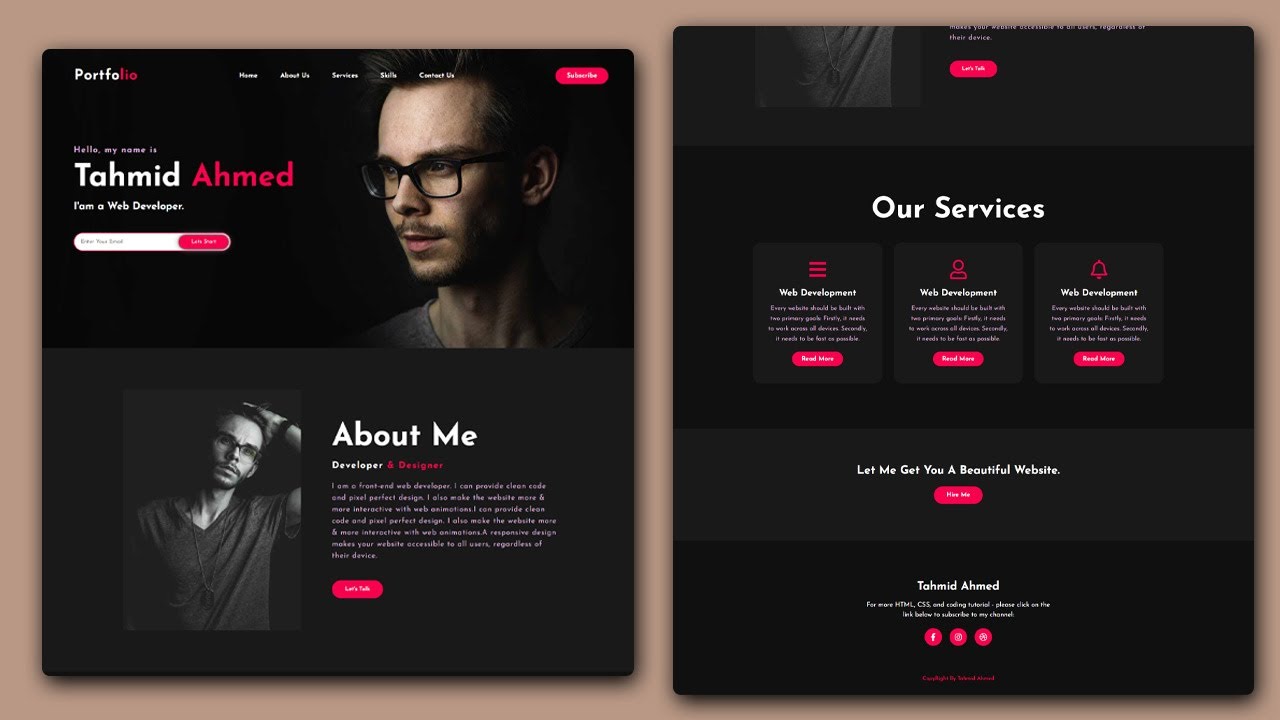 Portfolio
Home About Us Services Skills Contact Us Subscribe
Hello, my name is
Tahmid Ahmed
I'am a Web Developer.
Enter Your Email Lets Start
About Me
Developer & Designer
I am a front-end web developer. I can provide clean code
and pixel perfect design. I also make the website more &
more interactive with web animations.I can provide clean
code and pixel perfect design. I also make the website more
& more interactive with web animations.A responsive design
makes your website accessible to all users, regardless of
their device.
Let's Talk
makes your website accessible to all users, regardless of
their device.
Let's Talk
Our Services
Web Development
Every website should be built with
two primary goals: Firstly, it needs
to work across all devices. Secondly,
it needs to be fast as possible.
Read More
Web Development
Every website should be built with
two primary goals: Firstly, it needs
to work across all devices. Secondly,
it needs to be fast as possible.
Read More
Web Development
Every website should be built with
two primary goals: Firstly, it needs
to work across all devices. Secondly,
it needs to be fast as possible.
Read More
Let Me Get You A Beautiful Website.
Hire Me
Tahmid Ahmed
For more HTML, CSS, and coding tutorial - please click on the
link below to subscribe to my channel:
CopyRight By Tahmid Ahmed